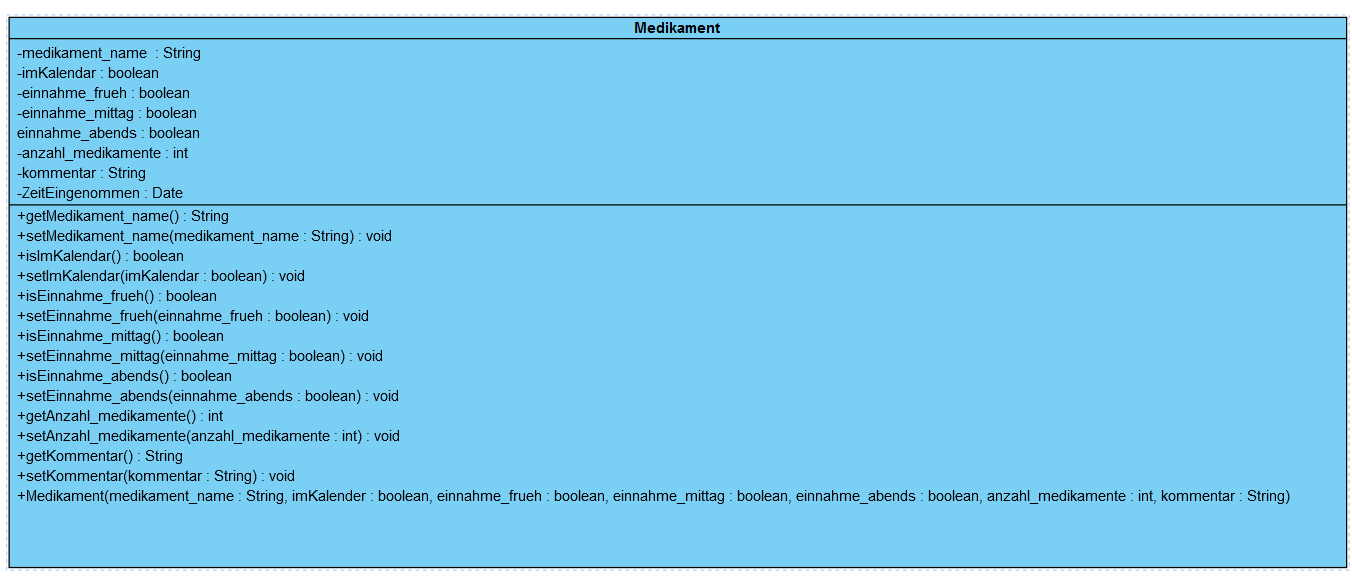 Medikament
-medikament_name : String
-imKalendar : boolean
-einnahme_frueh : boolean
-einnahme_mittag : boolean
einnahme_abends : boolean
-anzahl_medikamente : int
-kommentar : String
-ZeitEingenommen : Date
+getMedikament_name() : String
+setMedikament_name(medikament_name : String) : void
+isImKalendar() : boolean
+setImKalendar(imKalendar : boolean) : void
+isEinnahme_frueh() : boolean
+setEinnahme_frueh(einnahme_frueh : boolean) : void
+isEinnahme_mittag() : boolean
+setEinnahme_mittag(einnahme_mittag : boolean) : void
+isEinnahme_abends() : boolean
+setEinnahme_abends(einnahme_abends : boolean) : void
+getAnzahl_medikamente() : int
+setAnzahl_medikamente(anzahl_medikamente : int) : void
+getKommentar() : String
+setKommentar(kommentar : String) : void
+Medikament(medikament_name : String, imKalender : boolean, einnahme_frueh : boolean, einnahme_mittag : boolean, einnahme_abends : boolean, anzahl_medikamente : int, kommentar : String)